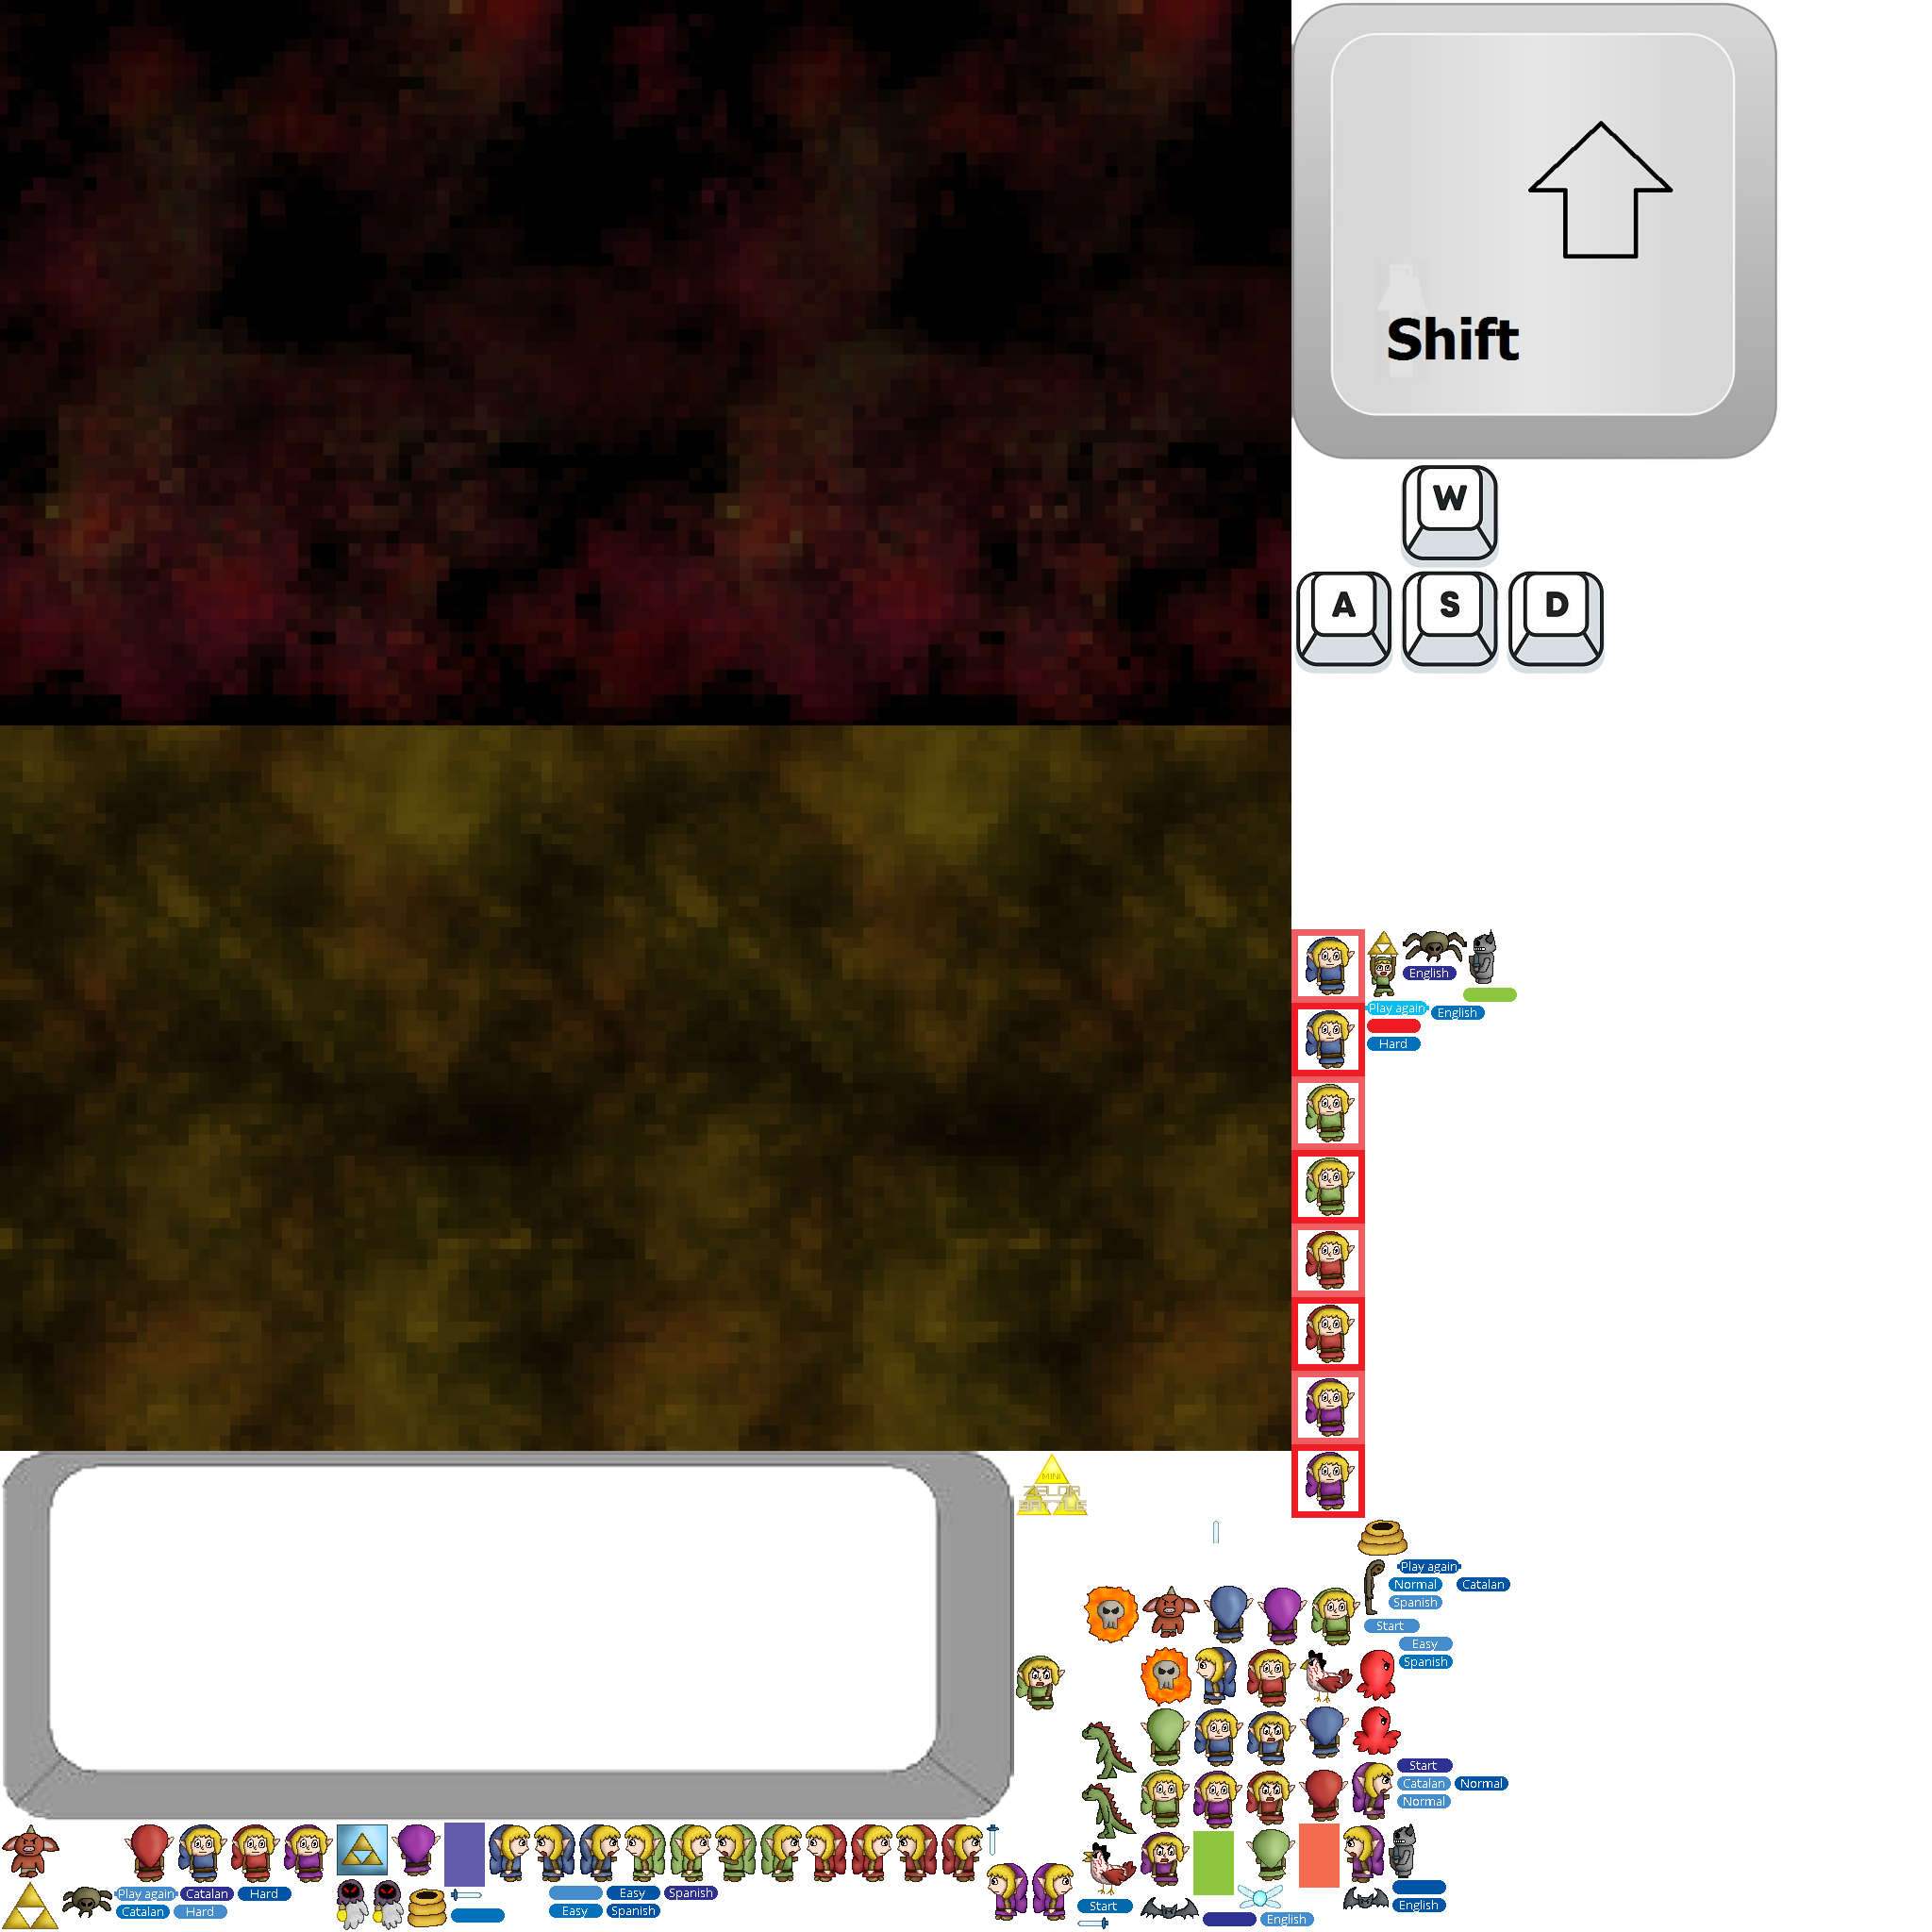 Shift
W
A S D
English
Play again
English
Hard
MINI
ZELDA
BATTLE
Play again
Normal
Catalan
Spanish
Start
Easy
Spanish
Start
Catalan
Normal
Normal
Play again
Catalan
Hard
Catalan
Hard
Easy
Spanish
Easy
Spanish
Start
English
English